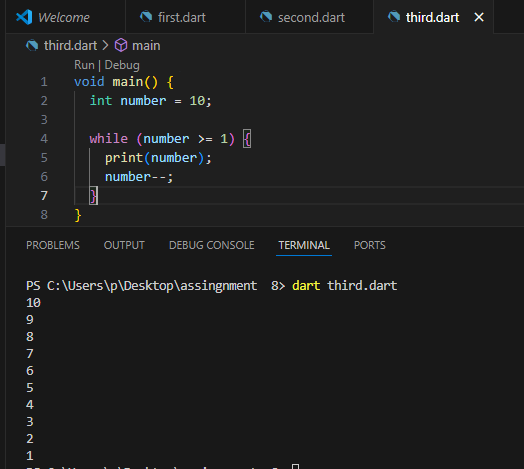 Welcome first.dart second.dart third.dart
third.dart > main
Run | Debug
1 void main() {
2 int number = 10;
3
4 while (number >= 1) {
5 print(number);
6 number--;
7 }
8 }
PROBLEMS OUTPUT DEBUG CONSOLE TERMINAL PORTS
PS C:\Users\p\Desktop\assingnment 8> dart third.dart
10
9
8
7
6
5
4
3
2
1